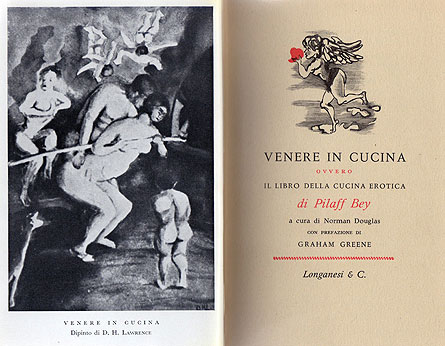 VENERE IN CUCINA
Dipinto di D. H. LAWRENCE
VENERE IN CUCINA
OVVERO
IL LIBRO DELLA CUCINA EROTICA
di Pilaff Bey
a cura di Norman Douglas
CON PREFAZIONE DI
GRAHAM GREENE
Longanesi & C.